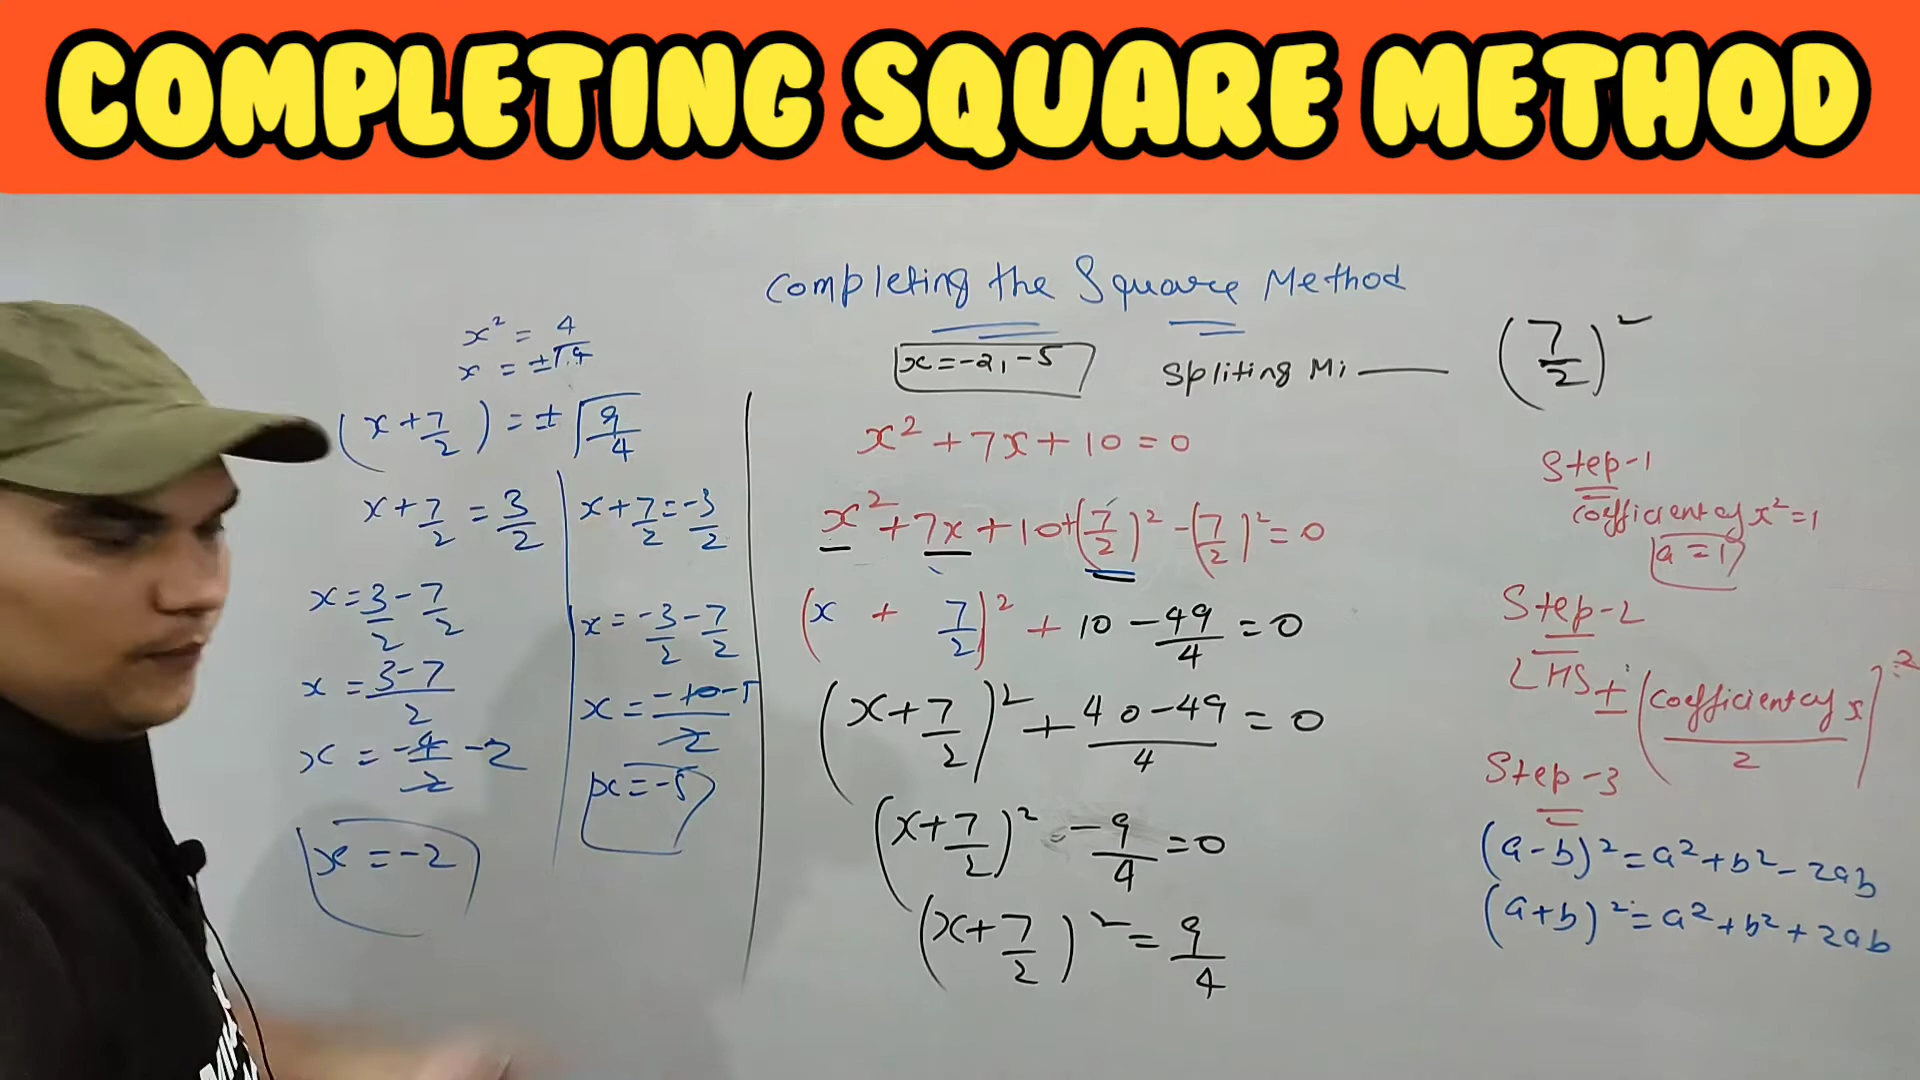 COMPLETING SQUARE METHOD
Completing the Square Method
x² = 4
x = ±√4
x = -2, -5
Spliting Mi
(7/2)²
(x + 7/2) = ±√(9/4)
x + 7/2 = 3/2
x = 3/2 - 7/2
x = (3-7)/2
x = -4/2 -2
x = -2
x + 7/2 = -3/2
x = -3/2 - 7/2
x = -10/2 -5
x = -5
x² + 7x + 10 = 0
x² + 7x + 10 + (7/2)² - (7/2)² = 0
(x + 7/2)² + 10 - 49/4 = 0
(x + 7/2)² + (40 - 49)/4 = 0
(x + 7/2)² - 9/4 = 0
(x + 7/2)² = 9/4
Step-1
Coefficient of x² = 1
a = 1
Step-2
LHS ± (Coefficient of x/2)²
Step-3
(a-b)² = a² + b² - 2ab
(a+b)² = a² + b² + 2ab